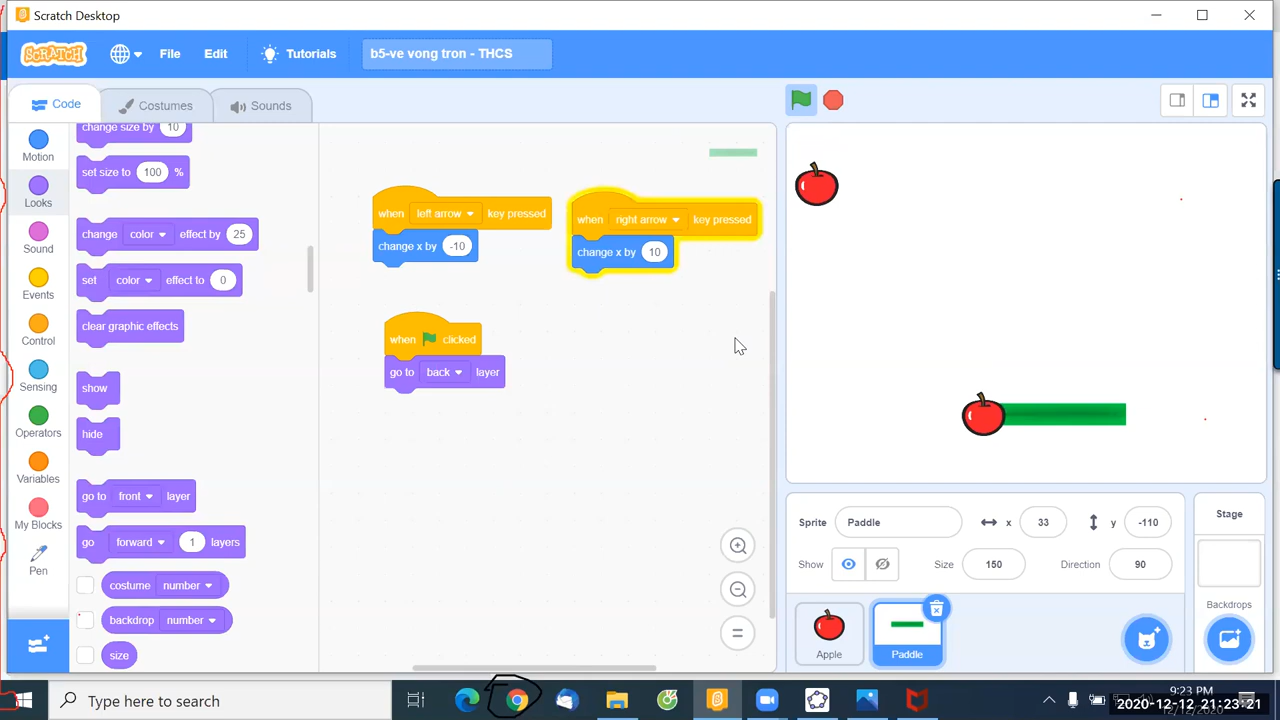 Scratch Desktop
SCRATCH File Edit Tutorials b5-ve vong tron - THCS
Code Costumes Sounds
Motion
Looks
Sound
Events
Control
Sensing
Operators
Variables
My Blocks
Pen
change size by 10
set size to 100 %
change color effect by 25
set color effect to 0
clear graphic effects
show
hide
go to front layer
go forward 1 layers
costume number
backdrop number
size
when left arrow key pressed
change x by -10
when right arrow key pressed
change x by 10
when clicked
go to back layer
Sprite Paddle x 33 y -110
Show Size 150 Direction 90
Apple
Paddle
Stage
Backdrops
Type here to search
9:23 PM
2020-12-12 21:23:21